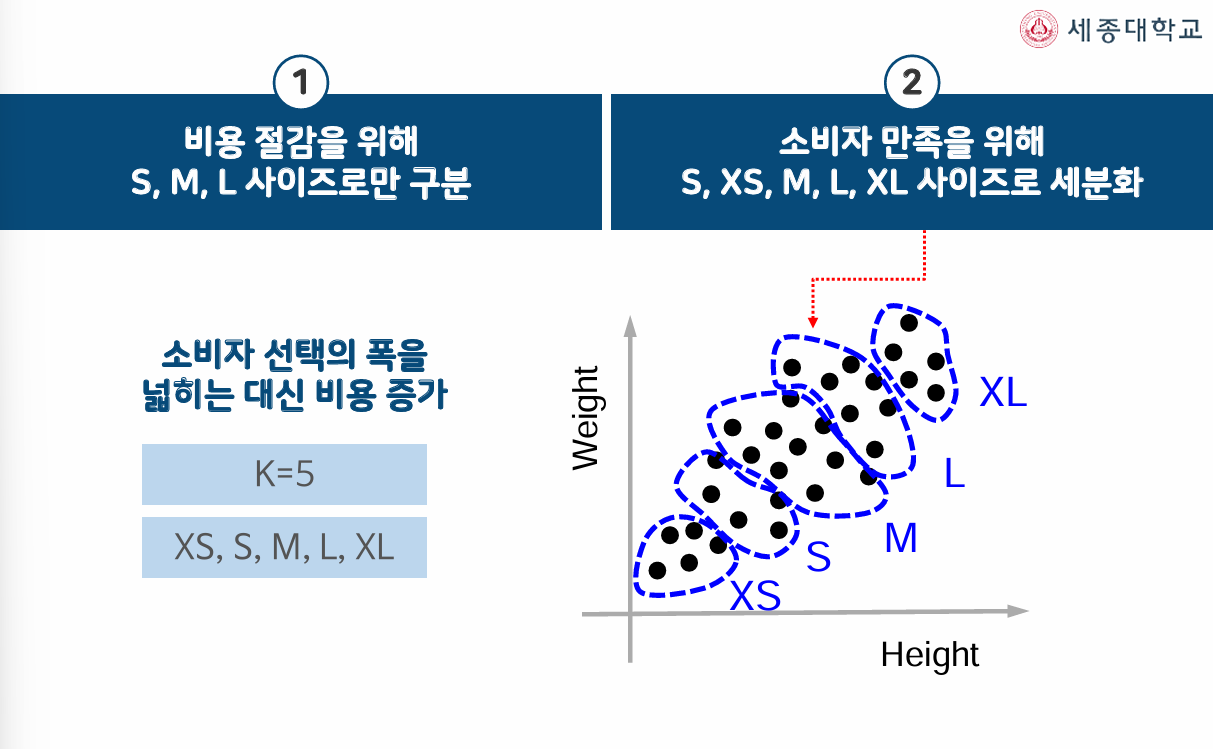 세종대학교
1
비용 절감을 위해
S, M, L 사이즈로만 구분
2
소비자 만족을 위해
S, XS, M, L, XL 사이즈로 세분화
소비자 선택의 폭을
넓히는 대신 비용 증가
K=5
XS, S, M, L, XL
Weight
XL
L
M
S
XS
Height